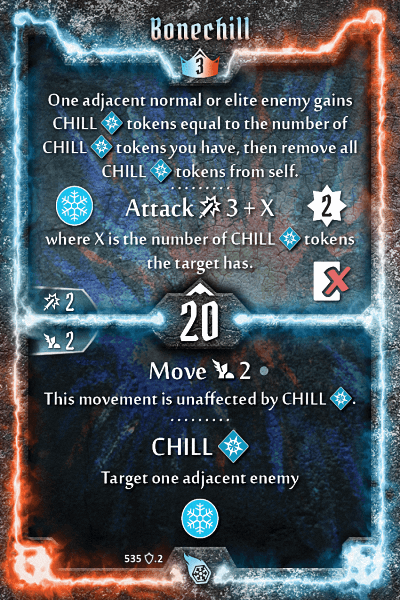 Bonechill
3
One adjacent normal or elite enemy gains
CHILL tokens equal to the number of
CHILL tokens you have, then remove all
CHILL tokens from self.
Attack 3 + X
2
where X is the number of CHILL tokens
the target has.
X
2
20
2
Move 2
This movement is unaffected by CHILL .
CHILL
Target one adjacent enemy
535 .2